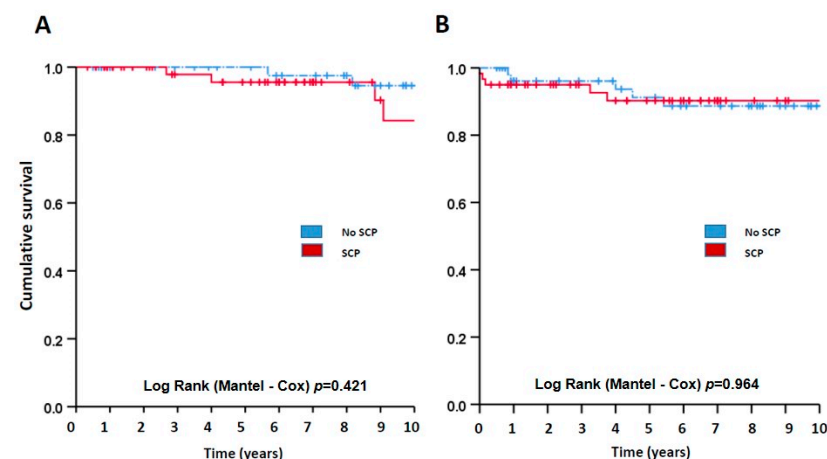 A
B
1.0
0.8
0.6
0.4
0.2
0.0
Cumulative survival
No SCP
SCP
Log Rank (Mantel - Cox) p=0.421
0 1 2 3 4 5 6 7 8 9 10
Time (years)
1.0
0.8
0.6
0.4
0.2
0.0
No SCP
SCP
Log Rank (Mantel - Cox) p=0.964
0 1 2 3 4 5 6 7 8 9 10
Time (years)